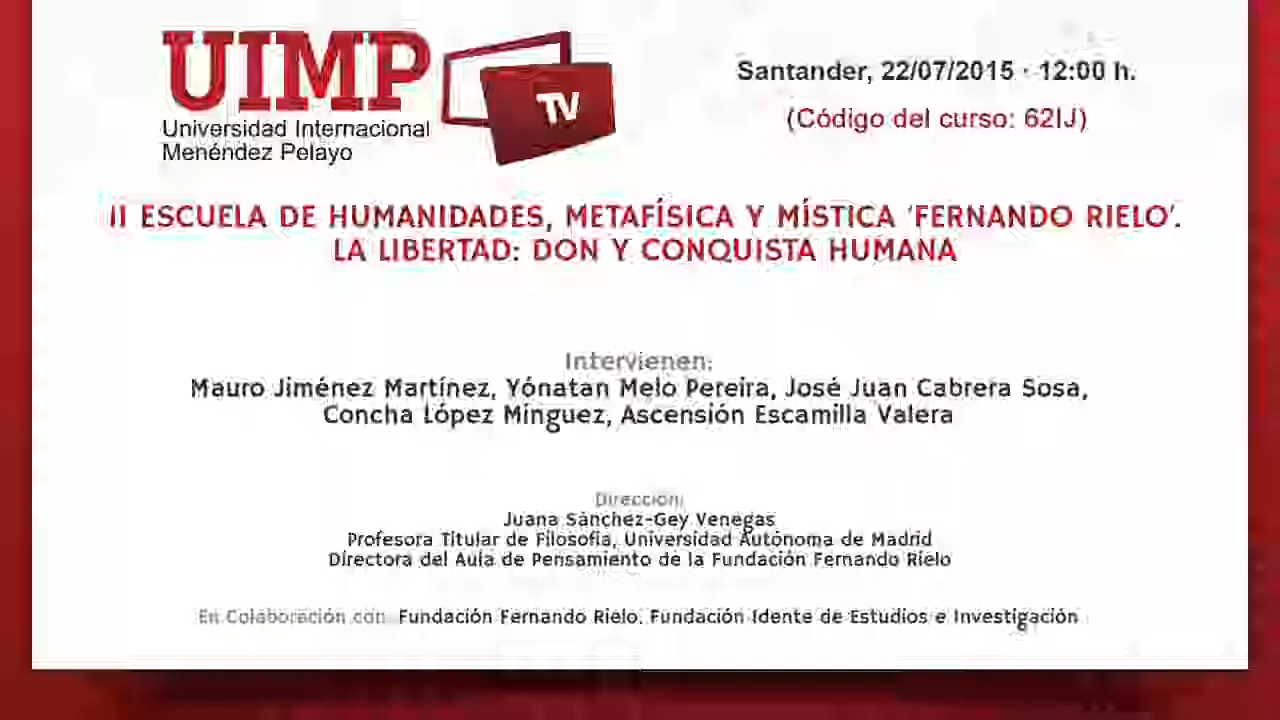 UIMP
TV
Universidad Internacional
Menéndez Pelayo
Santander, 22/07/2015 · 12:00 h.
(Código del curso: 62IJ)
II ESCUELA DE HUMANIDADES, METAFÍSICA Y MÍSTICA ‘FERNANDO RIELO’.
LA LIBERTAD: DON Y CONQUISTA HUMANA
Intervienen:
Mauro Jiménez Martínez, Yónatan Melo Pereira, José Juan Cabrera Sosa,
Concha López Mínguez, Ascensión Escamilla Valera
Dirección:
Juana Sánchez-Gey Venegas
Profesora Titular de Filosofía, Universidad Autónoma de Madrid
Directora del Aula de Pensamiento de la Fundación Fernando Rielo
En Colaboración con: Fundación Fernando Rielo. Fundación Idente de Estudios e Investigación